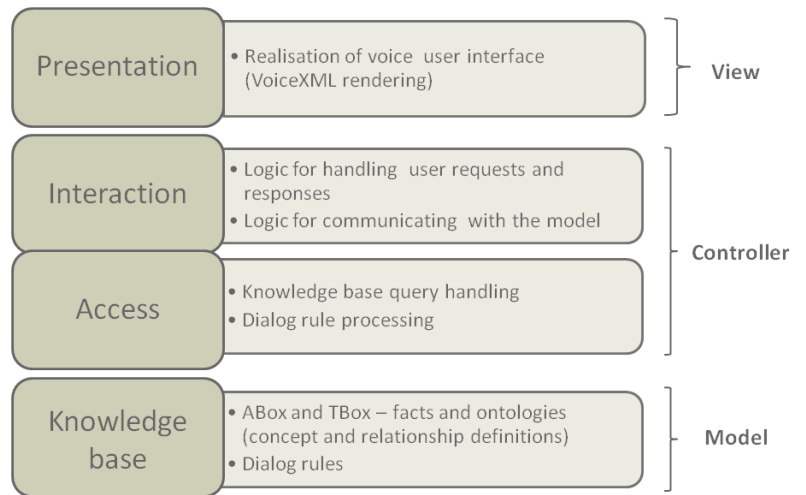 Presentation
• Realisation of voice user interface
(VoiceXML rendering)
View
Interaction
• Logic for handling user requests and
responses
• Logic for communicating with the model
Controller
Access
• Knowledge base query handling
• Dialog rule processing
Knowledge
base
• ABox and TBox – facts and ontologies
(concept and relationship definitions)
• Dialog rules
Model